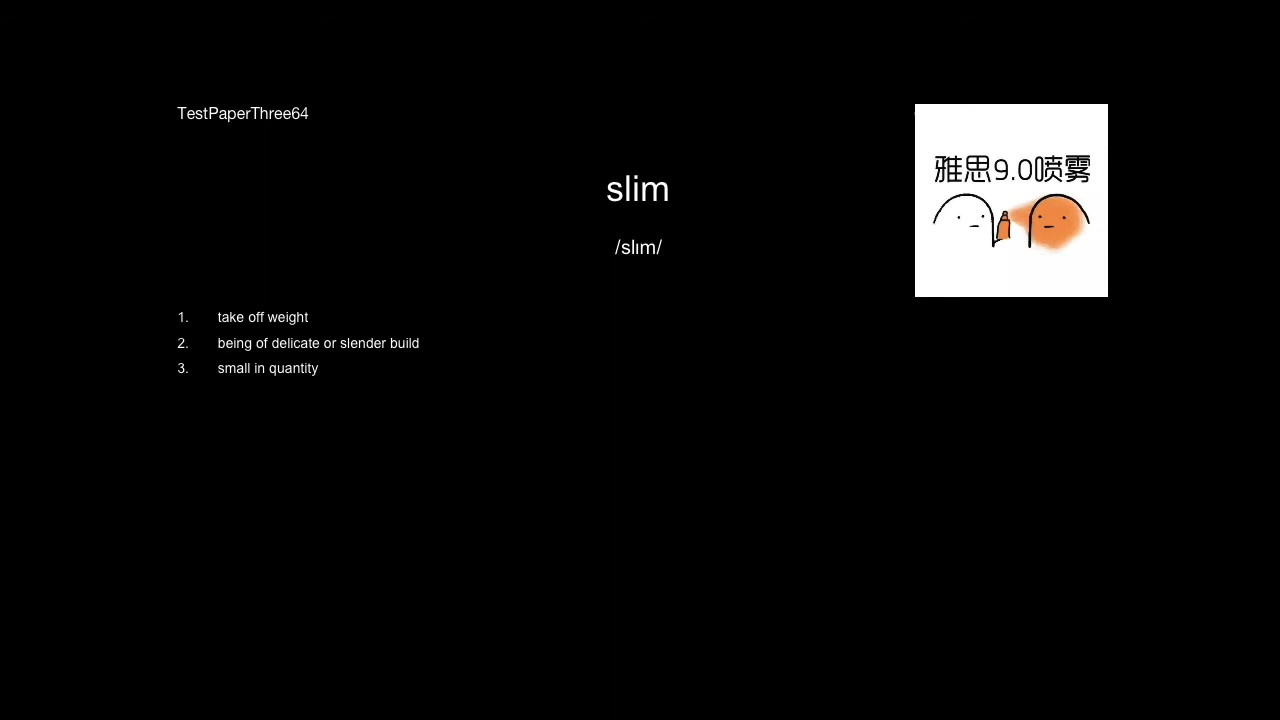 TestPaperThree64
雅思9.0喷雾
slim
/slɪm/
1. take off weight
2. being of delicate or slender build
3. small in quantity